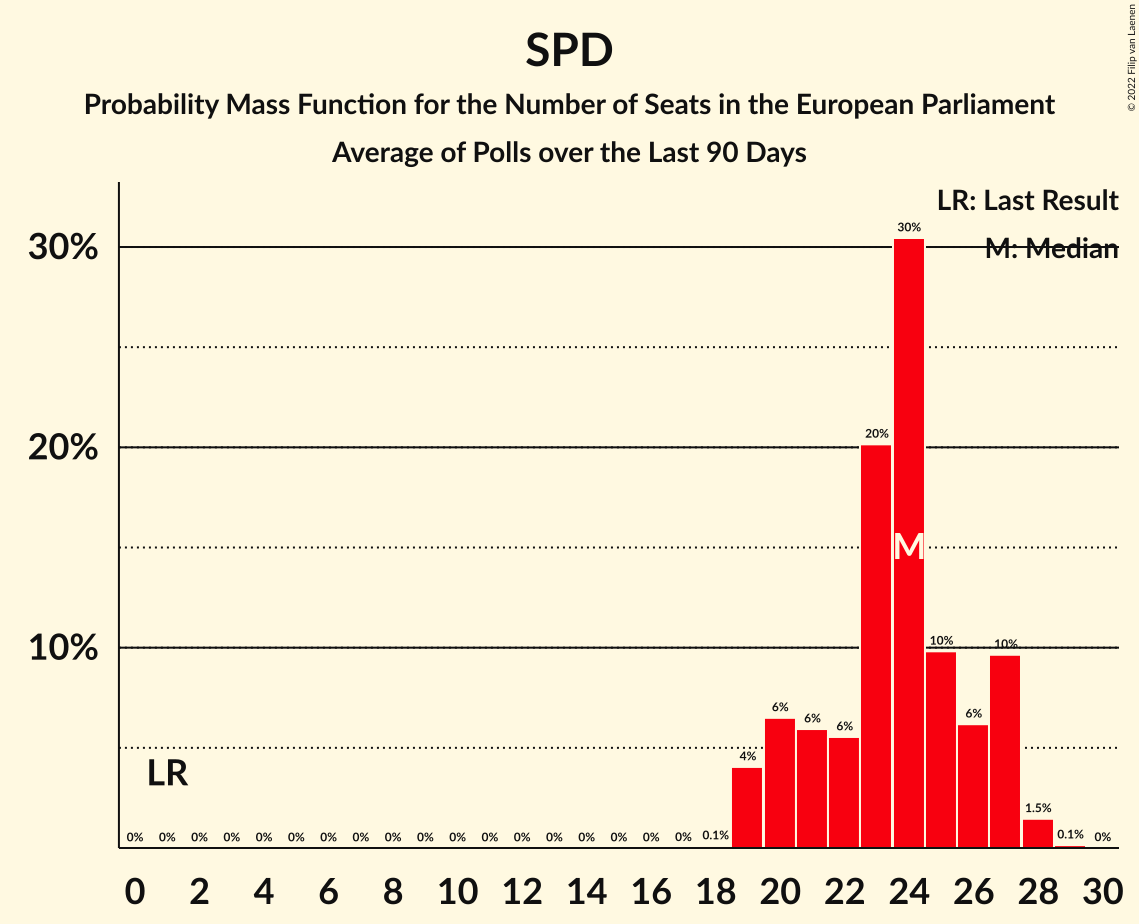 SPD
Probability Mass Function for the Number of Seats in the European Parliament
Average of Polls over the Last 90 Days
© 2022 Filip van Laenen
LR: Last Result
M: Median
30%
20%
10%
30%
20%
10% 10%
6% 6% 6% 6%
4%
1.5%
M
LR
0% 0% 0% 0% 0% 0% 0% 0% 0% 0% 0% 0% 0% 0% 0% 0% 0% 0% 0.1% 0.1% 0%
0 2 4 6 8 10 12 14 16 18 20 22 24 26 28 30